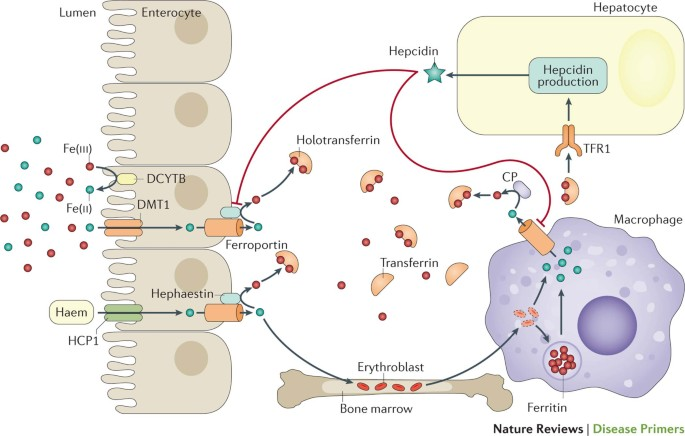 Lumen
Enterocyte
Hepatocyte
Hepcidin
Hepcidin
production
Holotransferrin
Fe(III)
TFR1
DCYTB
CP
Fe(II)
DMT1
Macrophage
Ferroportin
Transferrin
Hephaestin
Haem
HCP1
Erythroblast
Bone marrow
Ferritin
Nature Reviews | Disease Primers